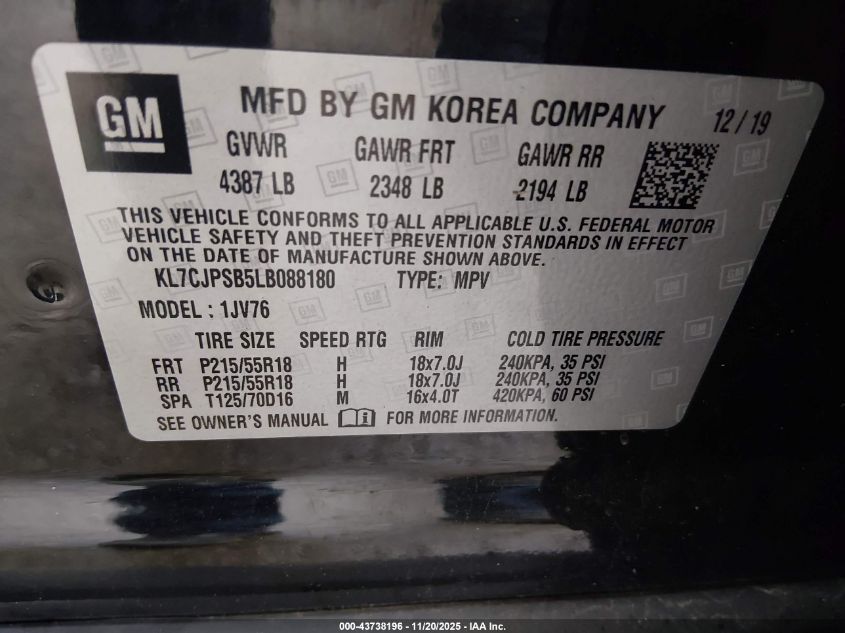 GM MFD BY GM KOREA COMPANY 12/19
GVWR GAWR FRT GAWR RR
4387 LB 2348 LB 2194 LB
THIS VEHICLE CONFORMS TO ALL APPLICABLE U.S. FEDERAL MOTOR
VEHICLE SAFETY AND THEFT PREVENTION STANDARDS IN EFFECT
ON THE DATE OF MANUFACTURE SHOWN ABOVE.
KL7CJPSB5LB088180 TYPE: MPV
MODEL : 1JV76
TIRE SIZE SPEED RTG RIM COLD TIRE PRESSURE
FRT P215/55R18 H 18x7.0J 240KPA, 35 PSI
RR P215/55R18 H 18x7.0J 240KPA, 35 PSI
SPA T125/70D16 M 16x4.0T 420KPA, 60 PSI
SEE OWNER'S MANUAL FOR MORE INFORMATION.
000-43738196 - 11/20/2025 - IAA Inc.